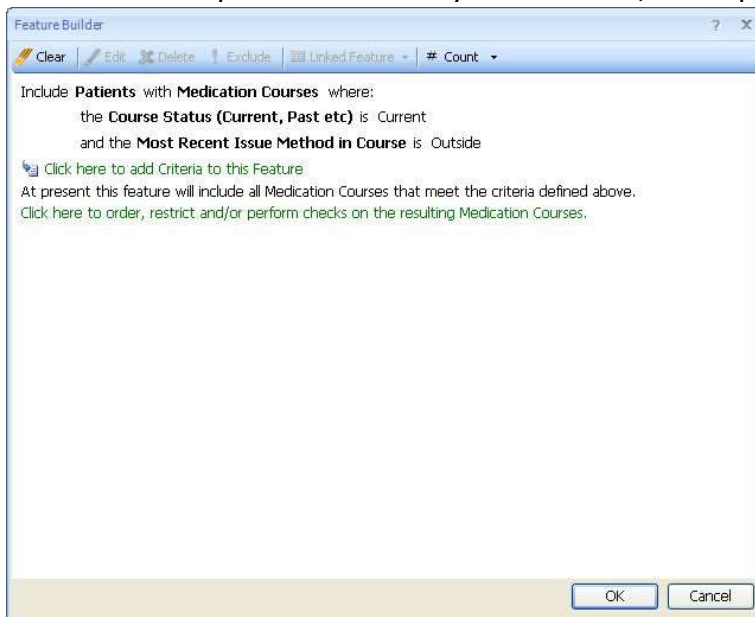 Feature Builder ? X
Clear Edit Delete ! Exclude Linked Feature # Count
Include Patients with Medication Courses where:
the Course Status (Current, Past etc) is Current
and the Most Recent Issue Method in Course is Outside
Click here to add Criteria to this Feature
At present this feature will include all Medication Courses that meet the criteria defined above.
Click here to order, restrict and/or perform checks on the resulting Medication Courses.
OK Cancel